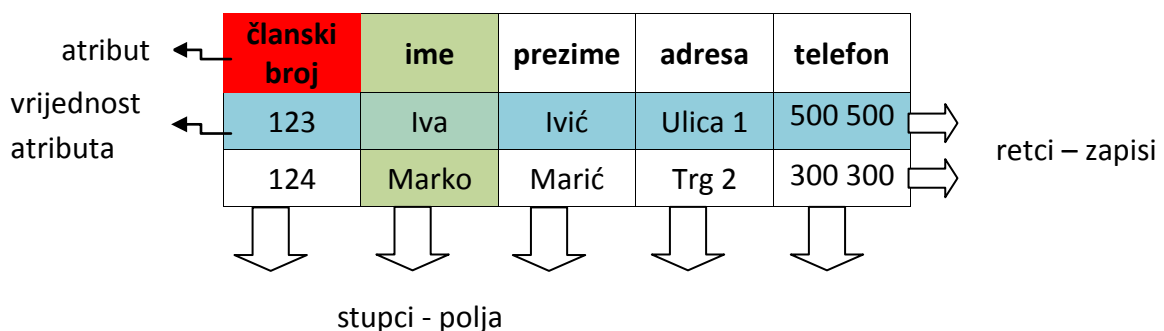 atribut
članski broj
ime
prezime
adresa
telefon
vrijednost
atributa
123
Iva
Ivić
Ulica 1
500 500
124
Marko
Marić
Trg 2
300 300
retci – zapisi
stupci - polja